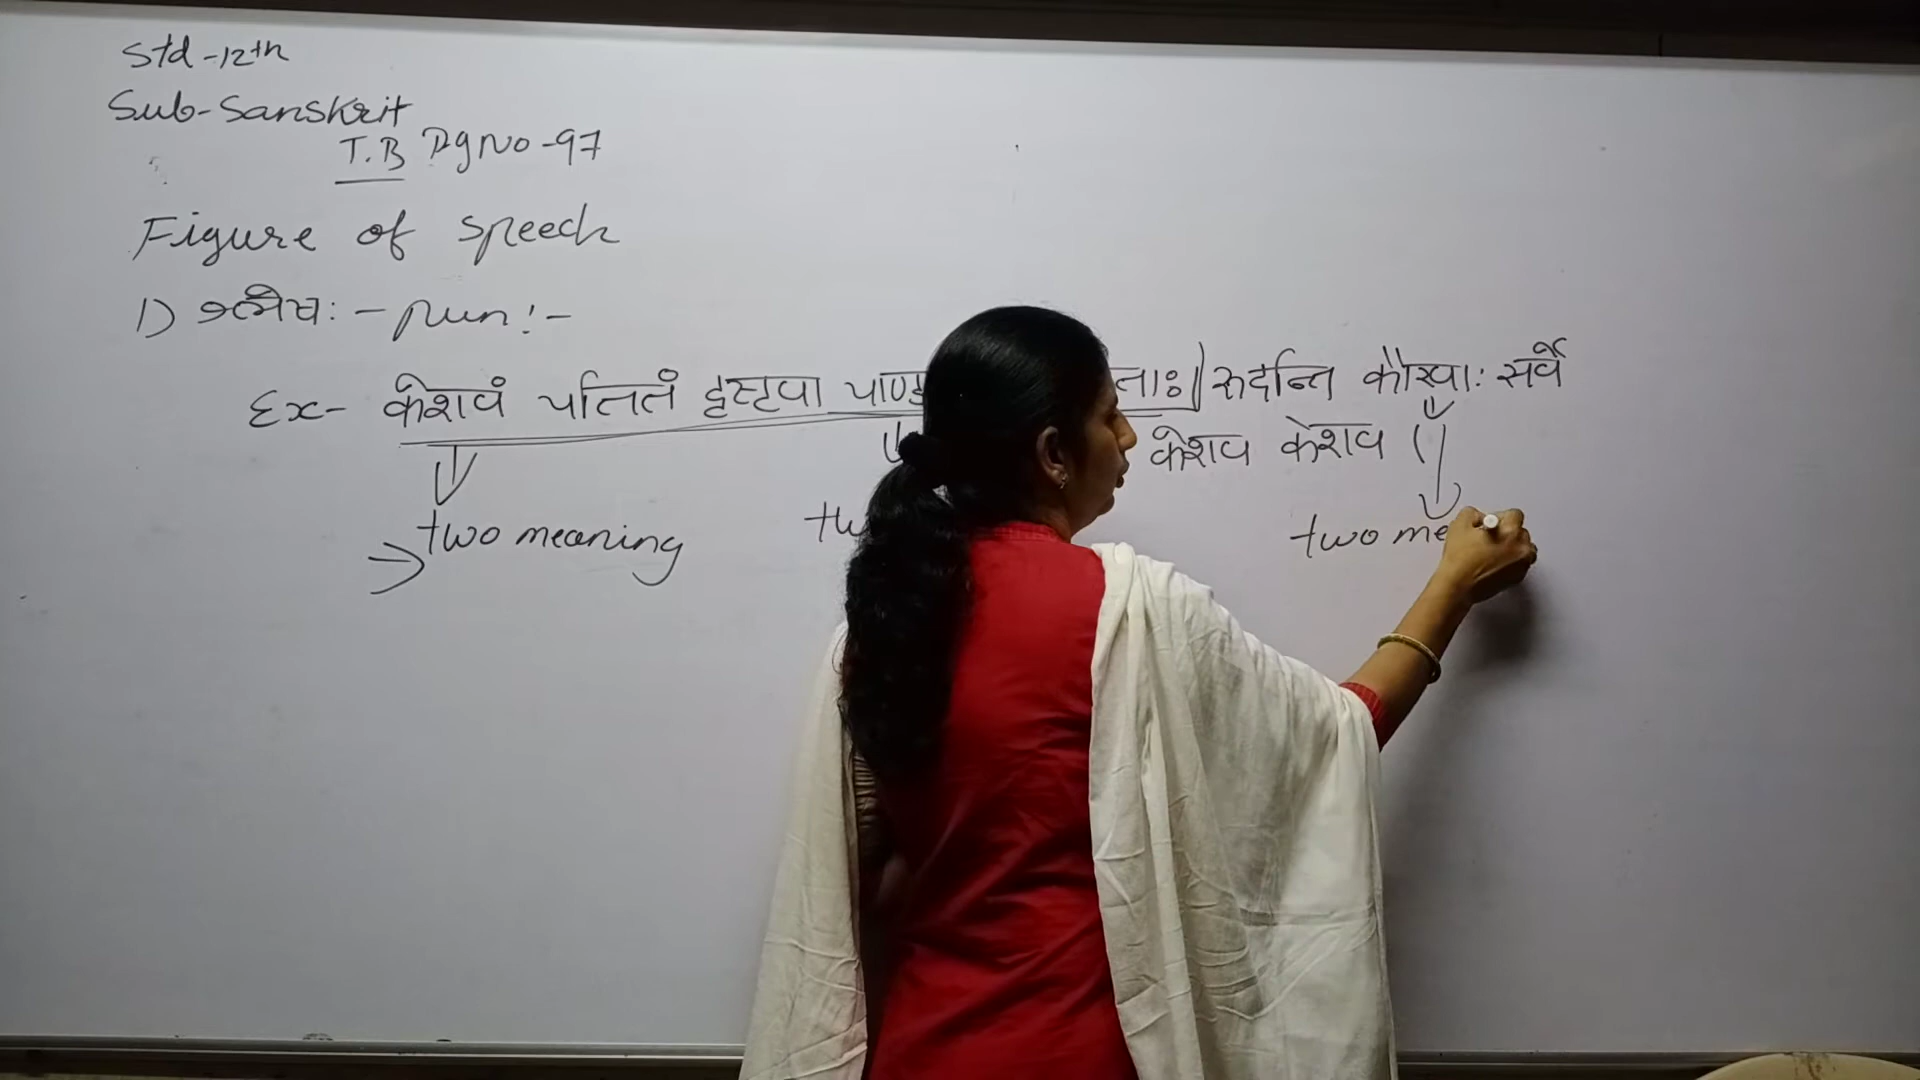 Std-12th
Sub-Sanskrit
T.B Pg No-97
Figure of speech
1) श्लेषः - pun:-
Ex- केशवं पतितं दृष्ट्वा पाण्ड ताः। रुदन्ति कौरवाः सर्वे
केशव केशव ।
two meaning tw two me